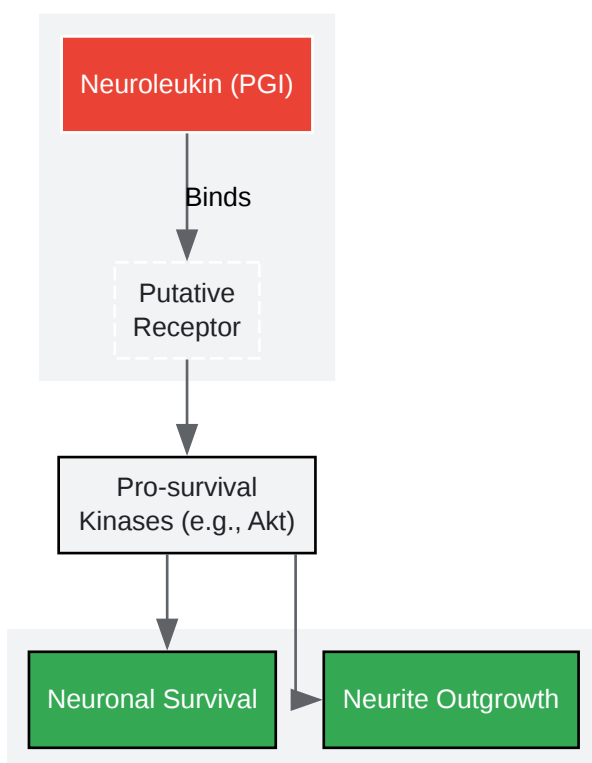 Neuroleukin (PGI)
Binds
Putative
Receptor
Pro-survival
Kinases (e.g., Akt)
Neuronal Survival
Neurite Outgrowth